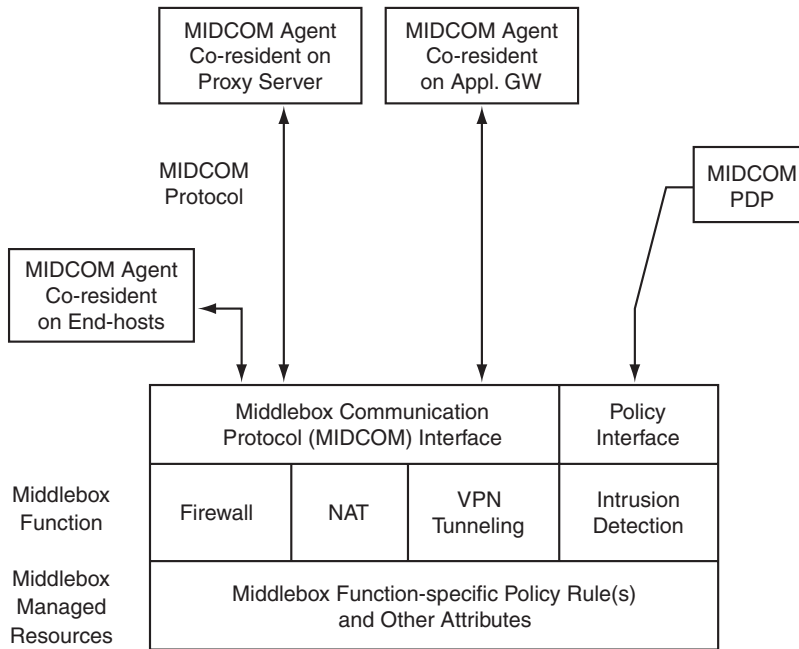 MIDCOM Agent
Co-resident on
Proxy Server
MIDCOM Agent
Co-resident
on Appl. GW
MIDCOM
Protocol
MIDCOM
PDP
MIDCOM Agent
Co-resident
on End-hosts
Middlebox Communication
Protocol (MIDCOM) Interface
Policy
Interface
Middlebox
Function
Firewall
NAT
VPN
Tunneling
Intrusion
Detection
Middlebox
Managed
Resources
Middlebox Function-specific Policy Rule(s)
and Other Attributes